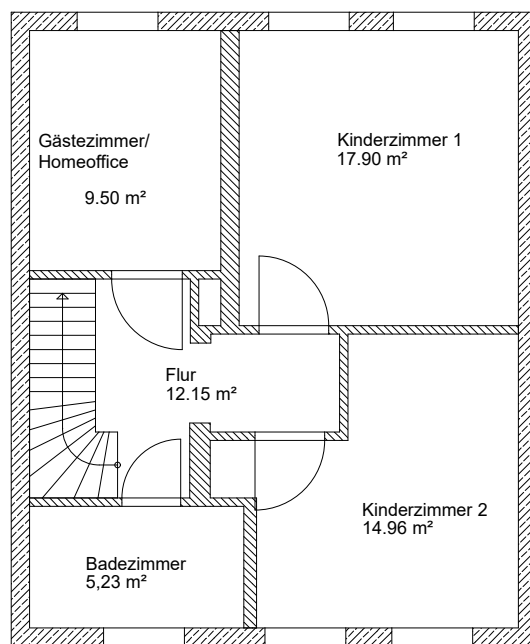 Gästezimmer/
Homeoffice
9.50 m²
Kinderzimmer 1
17.90 m²
Flur
12.15 m²
Kinderzimmer 2
14.96 m²
Badezimmer
5,23 m²